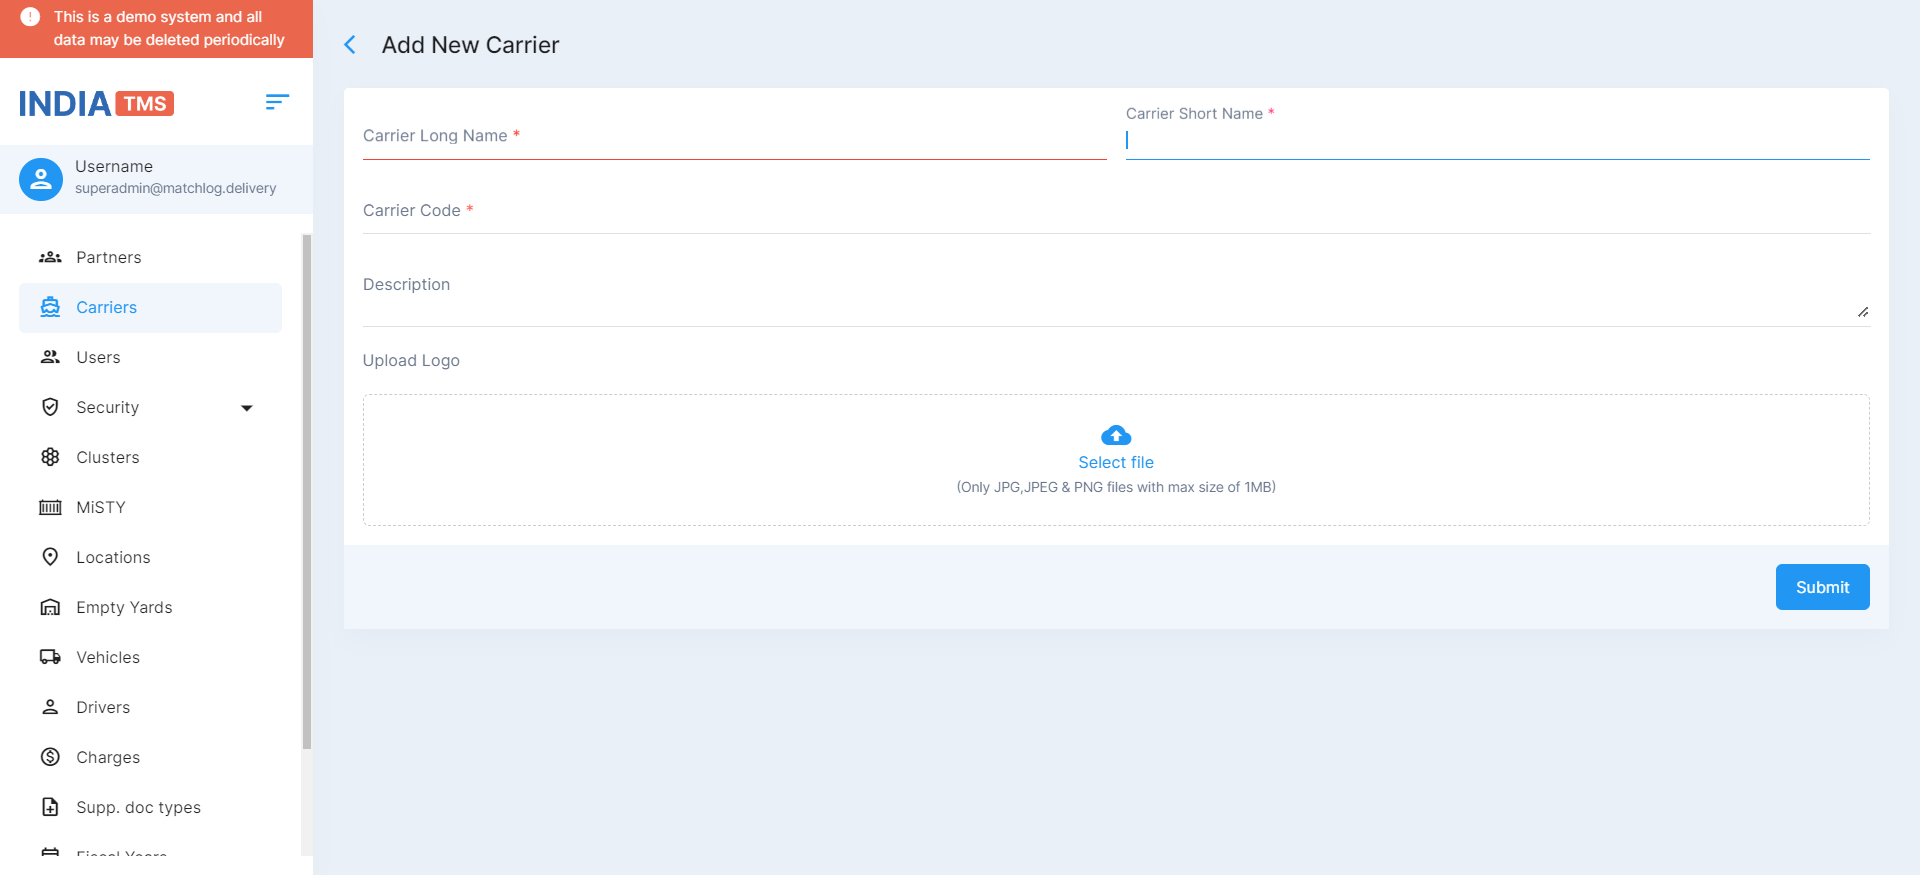 This is a demo system and all
data may be deleted periodically
INDIA TMS
Username
superadmin@matchlog.delivery
Partners
Carriers
Users
Security
Clusters
MiSTY
Locations
Empty Yards
Vehicles
Drivers
Charges
Supp. doc types
Fiscal Years
Add New Carrier
Carrier Long Name *
Carrier Short Name *
Carrier Code *
Description
Upload Logo
Select file
(Only JPG,JPEG & PNG files with max size of 1MB)
Submit